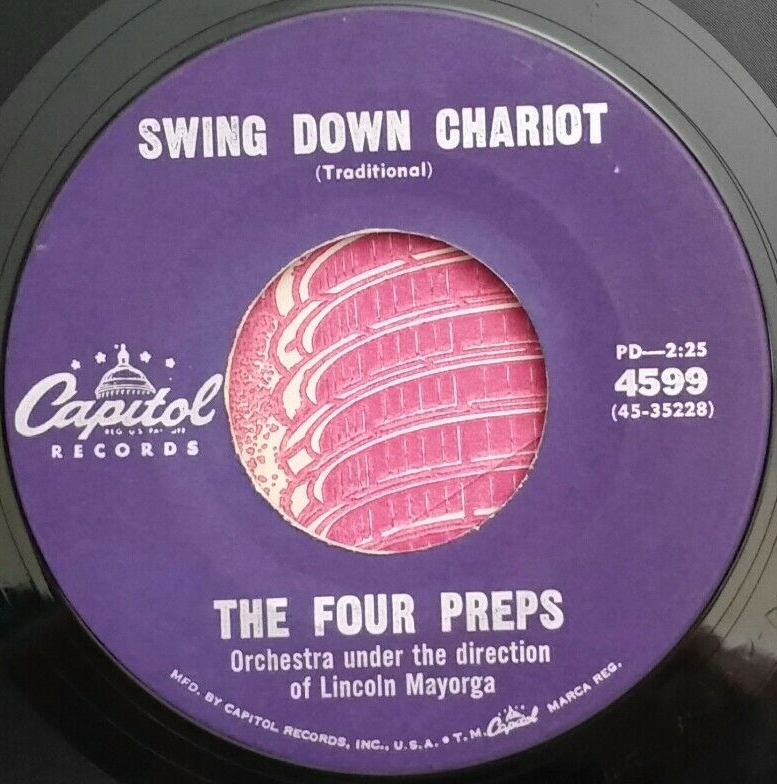 SWING DOWN CHARIOT
(Traditional)
Capitol
RECORDS
PD—2:25
4599
(45-35228)
THE FOUR PREPS
Orchestra under the direction
of Lincoln Mayorga
MFD. BY CAPITOL RECORDS, INC., U.S.A. • T.M. Capitol MARCA REG.